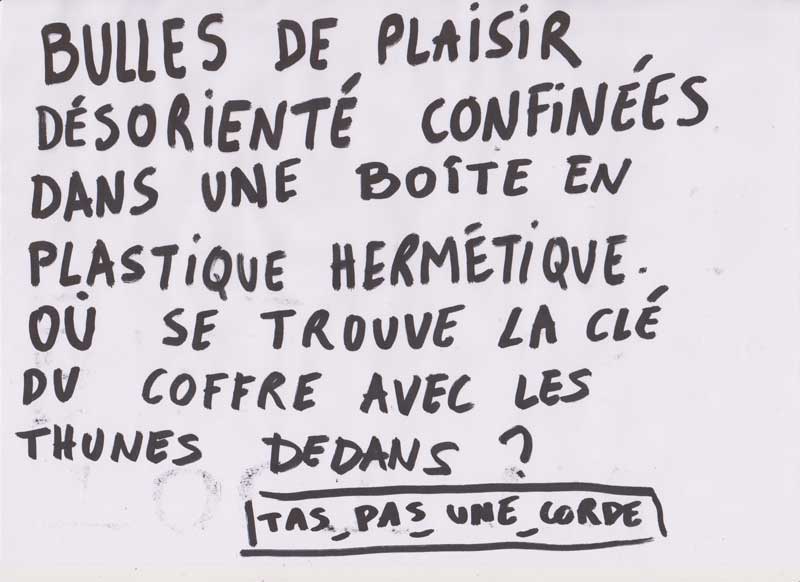 BULLES DE PLAISIR
DÉSORIENTÉ CONFINÉES
DANS UNE BOÎTE EN
PLASTIQUE HERMÉTIQUE.
OÙ SE TROUVE LA CLÉ
DU COFFRE AVEC LES
THUNES DEDANS ?
TAS_PAS_UNE_CORDE